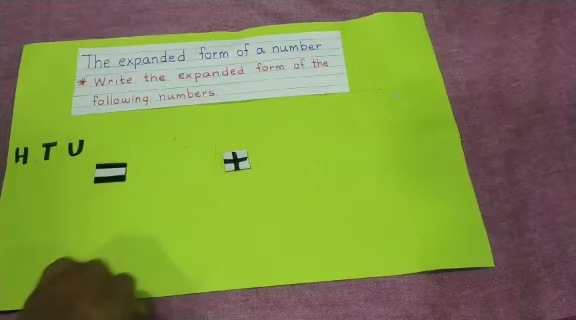 The expanded form of a number
* Write the expanded form of the
following numbers.
H T U
= +